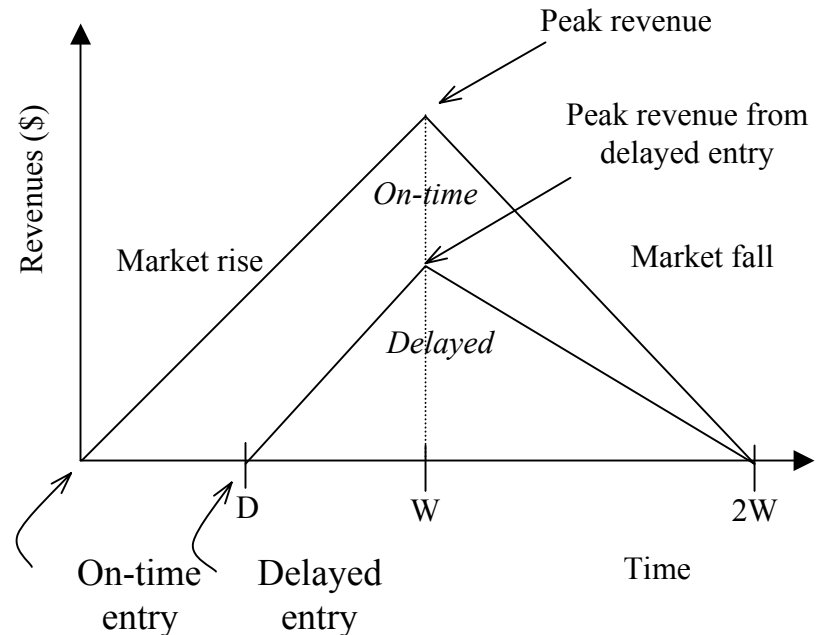 Peak revenue
Peak revenue from
delayed entry
Revenues ($)
On-time
Market rise
Market fall
Delayed
D
W
2W
Time
On-time
entry
Delayed
entry